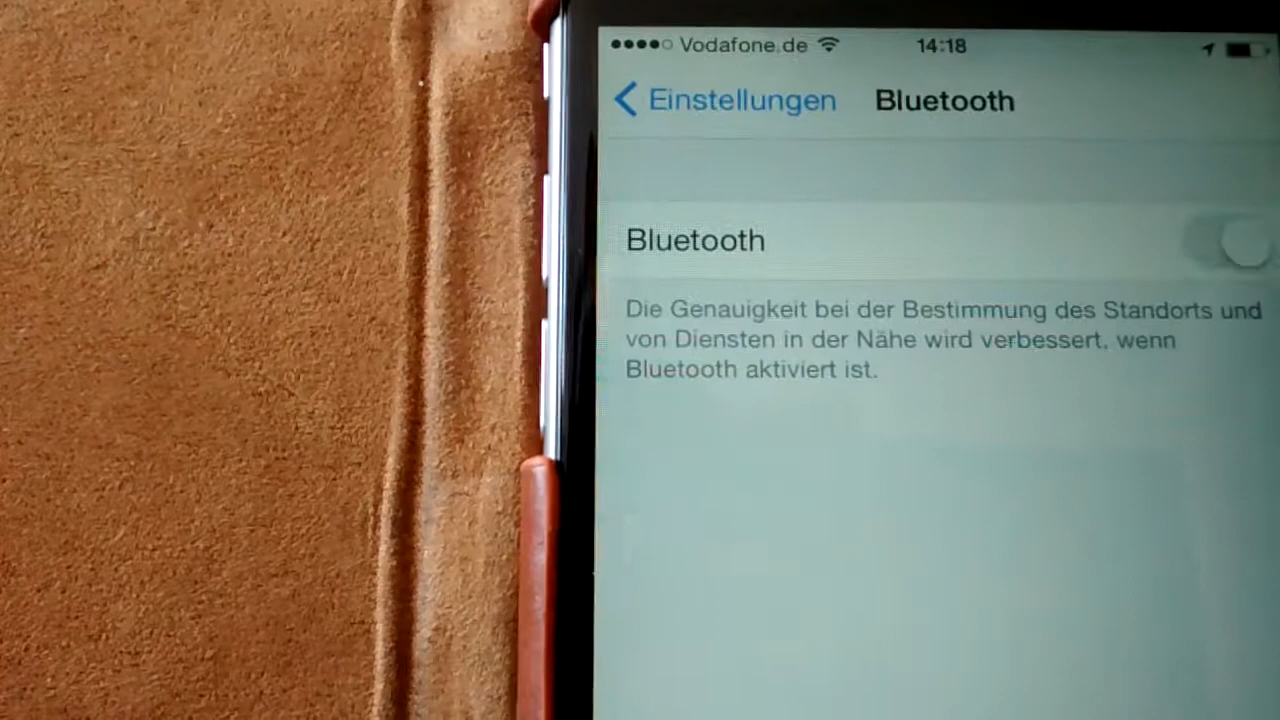 Vodafone.de 14:18
Einstellungen Bluetooth
Bluetooth
Die Genauigkeit bei der Bestimmung des Standorts und
von Diensten in der Nähe wird verbessert, wenn
Bluetooth aktiviert ist.